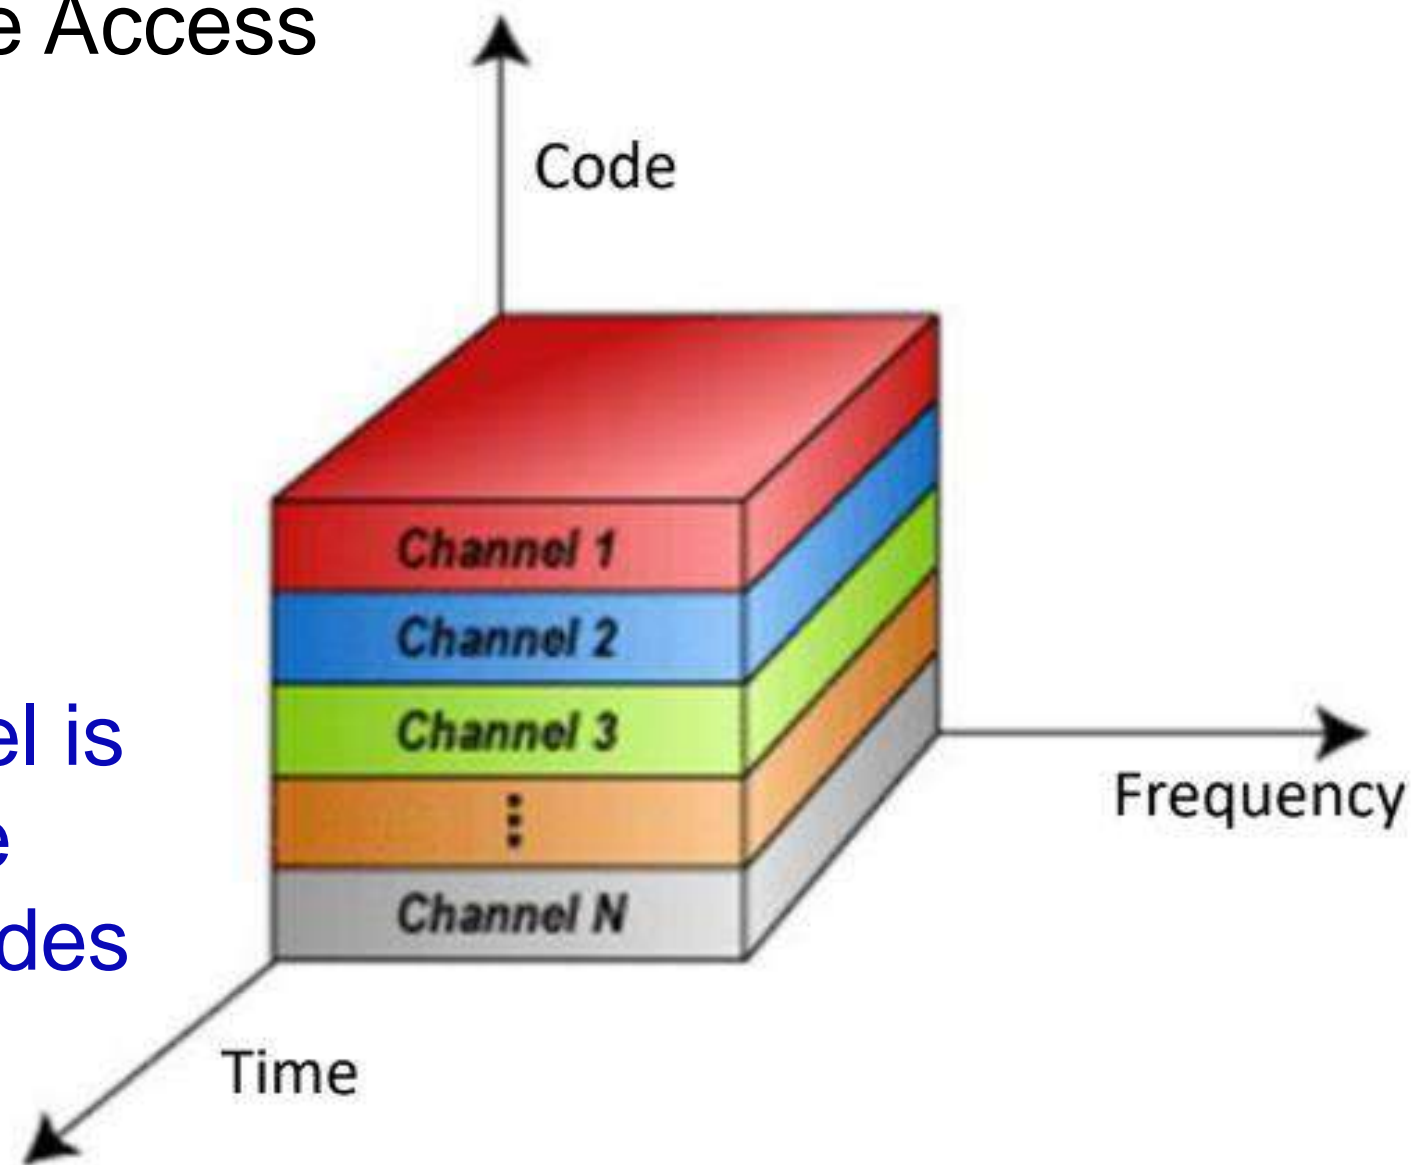 e Access
Code
Channel 1
Channel 2
Channel 3
⋮
Channel N
el is
e
des
Frequency
Time